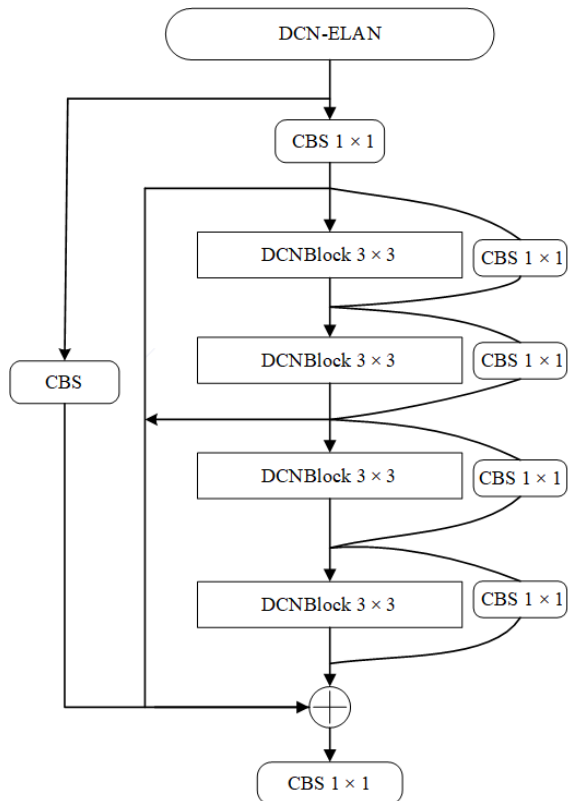 DCN-ELAN
CBS 1 × 1
DCNBlock 3 × 3
CBS 1 × 1
DCNBlock 3 × 3
CBS 1 × 1
CBS
DCNBlock 3 × 3
CBS 1 × 1
DCNBlock 3 × 3
CBS 1 × 1
CBS 1 × 1